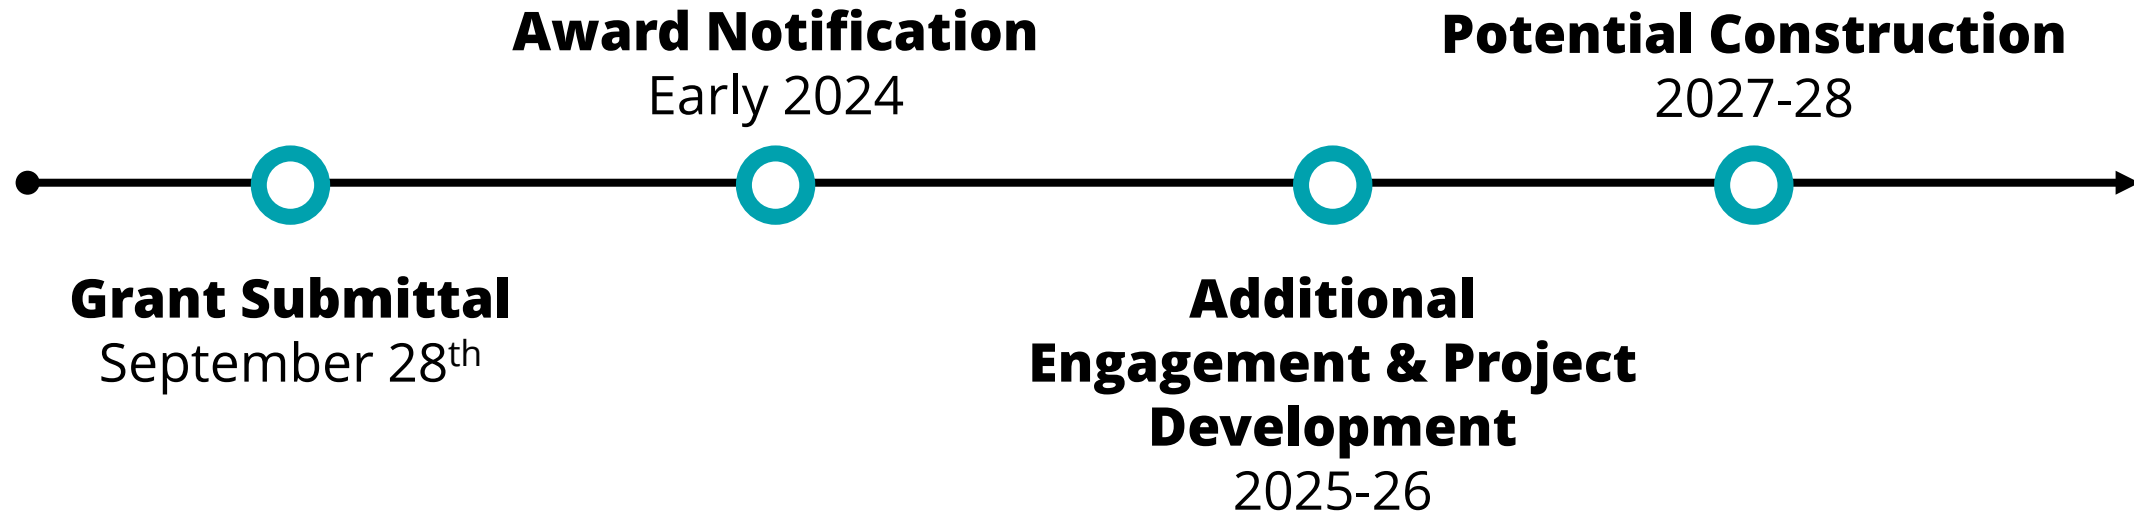 Grant Submittal
September 28th
Award Notification
Early 2024
Additional
Engagement & Project
Development
2025-26
Potential Construction
2027-28